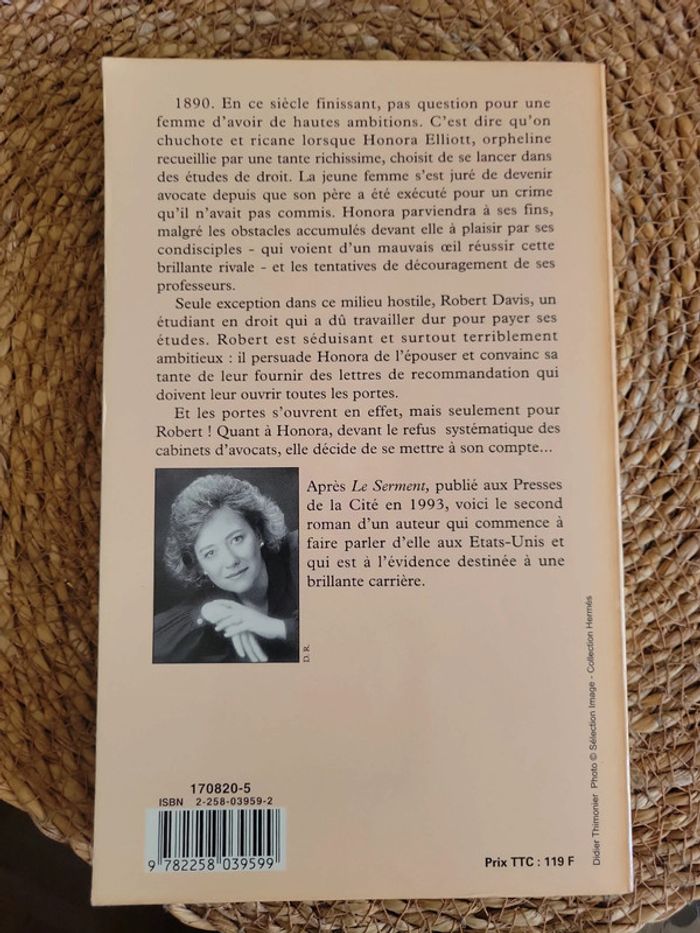 1890. En ce siècle finissant, pas question pour une
femme d'avoir de hautes ambitions. C'est dire qu'on
chuchote et ricane lorsque Honora Elliott, orpheline
recueillie par une tante richissime, choisit de se lancer dans
des études de droit. La jeune femme s'est juré de devenir
avocate depuis que son père a été exécuté pour un crime
qu'il n'avait pas commis. Honora parviendra à ses fins,
malgré les obstacles accumulés devant elle à plaisir par ses
condisciples - qui voient d'un mauvais œil réussir cette
brillante rivale - et les tentatives de découragement de ses
professeurs.
Seule exception dans ce milieu hostile, Robert Davis, un
étudiant en droit qui a dû travailler dur pour payer ses
études. Robert est séduisant et surtout terriblement
ambitieux : il persuade Honora de l'épouser et convainc sa
tante de leur fournir des lettres de recommandation qui
doivent leur ouvrir toutes les portes.
Et les portes s'ouvrent en effet, mais seulement pour
Robert ! Quant à Honora, devant le refus systématique des
cabinets d'avocats, elle décide de se mettre à son compte...
Après Le Serment, publié aux Presses
de la Cité en 1993, voici le second
roman d'un auteur qui commence à
faire parler d'elle aux Etats-Unis et
qui est à l'évidence destinée à une
brillante carrière.
D. R.
Didier Thimonier Photo © Sélection Image - Collection Hermés
170820-5
ISBN 2-258-03959-2
9 782258 039599
Prix TTC : 119 F